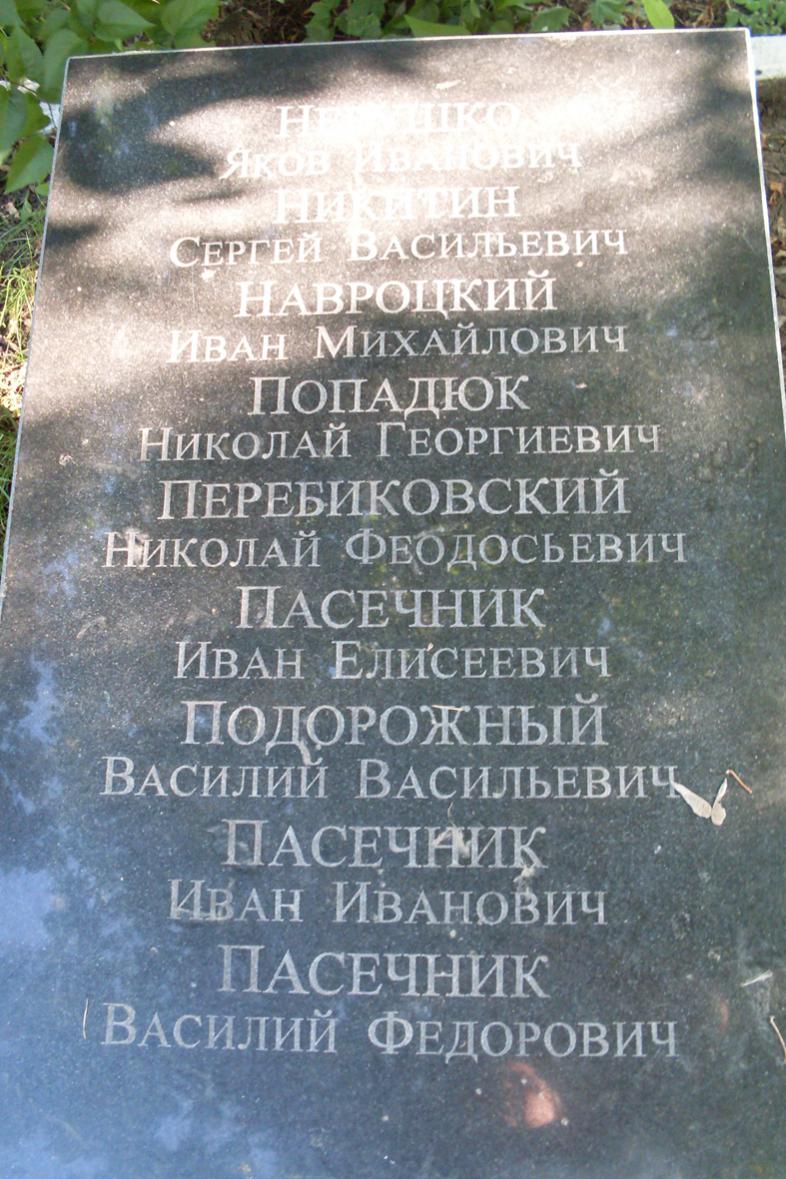 Яков Иванович
НИКИТИН
Сергей Васильевич
НАВРОЦКИЙ
Иван Михайлович
ПОПАДЮК
Николай Георгиевич
ПЕРЕБИКОВСКИЙ
Николай Феодосьевич
ПАСЕЧНИК
Иван Елисеевич
ПОДОРОЖНЫЙ
Василий Васильевич
ПАСЕЧНИК
Иван Иванович
ПАСЕЧНИК
Василий Федорович